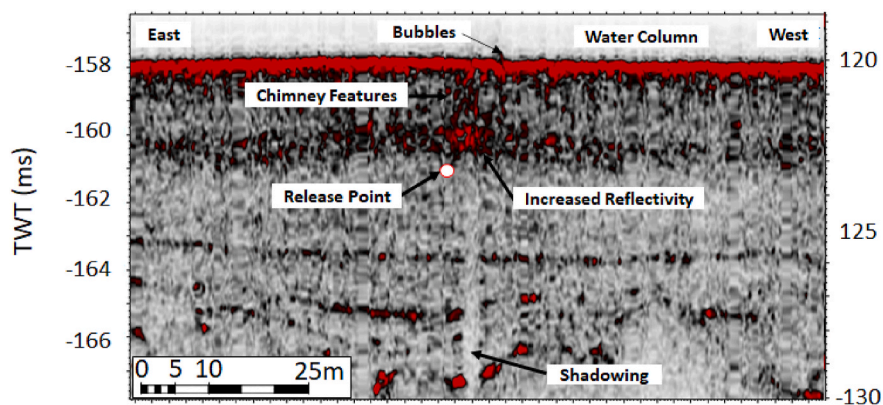 East
Bubbles
Water Column
West
-158
120
Chimney Features
-160
Release Point
Increased Reflectivity
-162
TWT (ms)
125
-164
-166
0 5 10 25m
Shadowing
-130